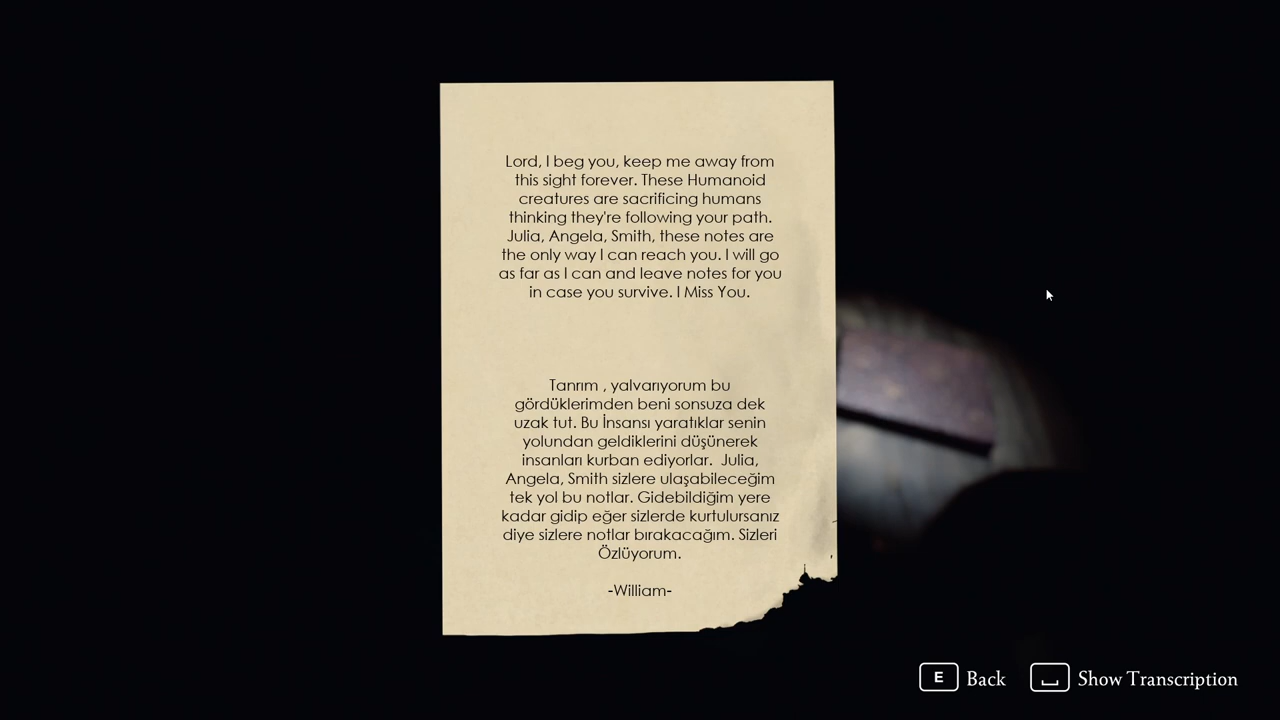 Lord, I beg you, keep me away from
this sight forever. These Humanoid
creatures are sacrificing humans
thinking they're following your path.
Julia, Angela, Smith, these notes are
the only way I can reach you. I will go
as far as I can and leave notes for you
in case you survive. I Miss You.
Tanrım , yalvarıyorum bu
gördüklerimden beni sonsuza dek
uzak tut. Bu İnsansı yaratıklar senin
yolundan geldiklerini düşünerek
insanları kurban ediyorlar.  Julia,
Angela, Smith sizlere ulaşabileceğim
tek yol bu notlar. Gidebildiğim yere
kadar gidip eğer sizlerde kurtulursanız
diye sizlere notlar bırakacağım. Sizleri
Özlüyorum.
-William-
E Back Show Transcription